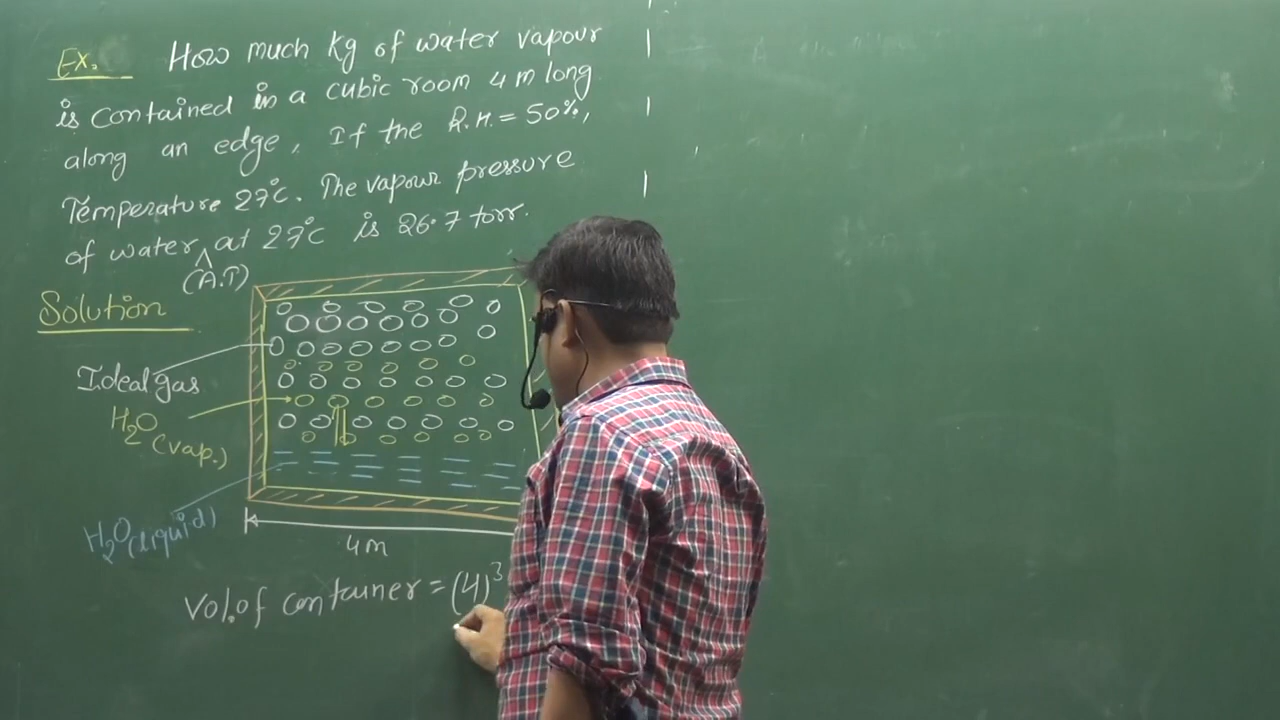 Ex. How much kg of water vapour
is contained in a cubic room 4 m long
along an edge, If the R.H. = 50%,
Temperature 27°C. The vapour pressure
of water at 27°C is 26.7 torr.
(A.T)
Solution
Ideal gas
H₂O (vap.)
H₂O (liquid)
4 m
Vol. of container = (4)³